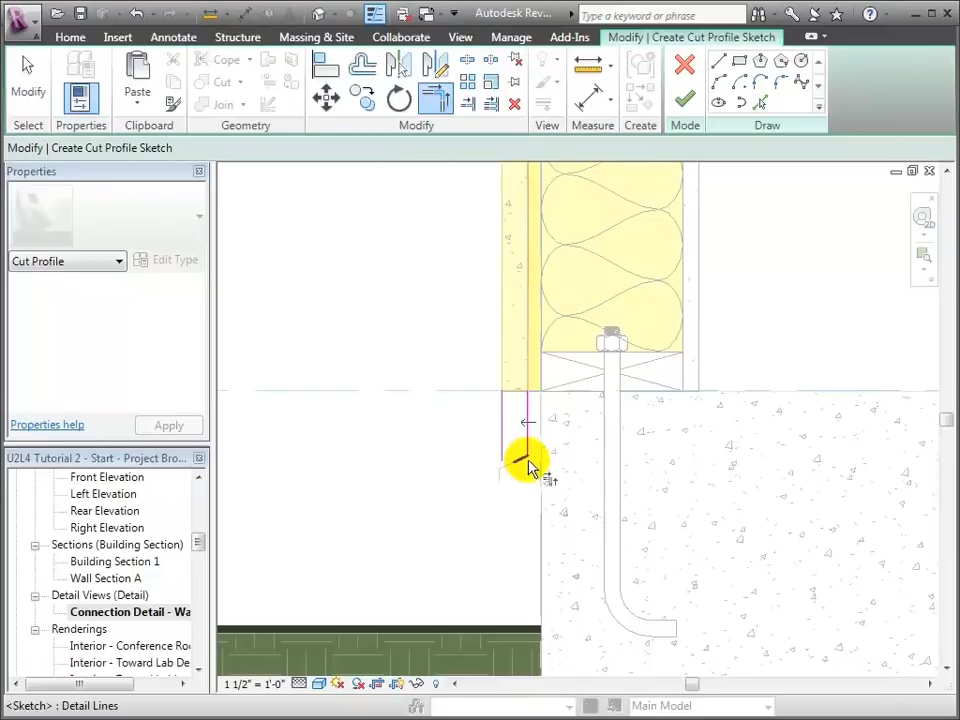 Autodesk Rev...
Type a keyword or phrase
Home Insert Annotate Structure Massing & Site Collaborate View Manage Add-Ins Modify | Create Cut Profile Sketch
Modify
Paste
Cope
Cut
Join
Select Properties Clipboard Geometry Modify View Measure Create Mode Draw
Modify | Create Cut Profile Sketch
Properties
Cut Profile
Edit Type
Properties help
Apply
2D
U2L4 Tutorial 2 - Start - Project Bro...
Front Elevation
Left Elevation
Rear Elevation
Right Elevation
Sections (Building Section)
Building Section 1
Wall Section A
Detail Views (Detail)
Connection Detail - Wa
Renderings
Interior - Conference Ro
Interior - Toward Lab De
1 1/2" = 1'-0"
<Sketch> : Detail Lines
Main Model